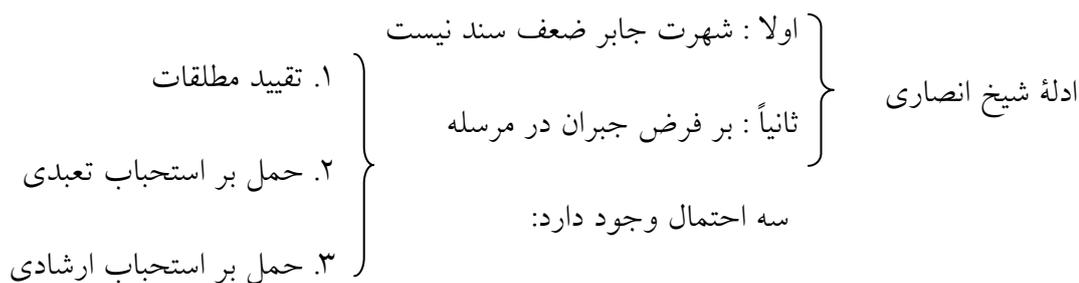 ادلۀ شیخ انصاری
اولا : شهرت جابر ضعف سند نیست
ثانیاً : بر فرض جبران در مرسله
سه احتمال وجود دارد:
۱. تقیید مطلقات
۲. حمل بر استحباب تعبدی
۳. حمل بر استحباب ارشادی